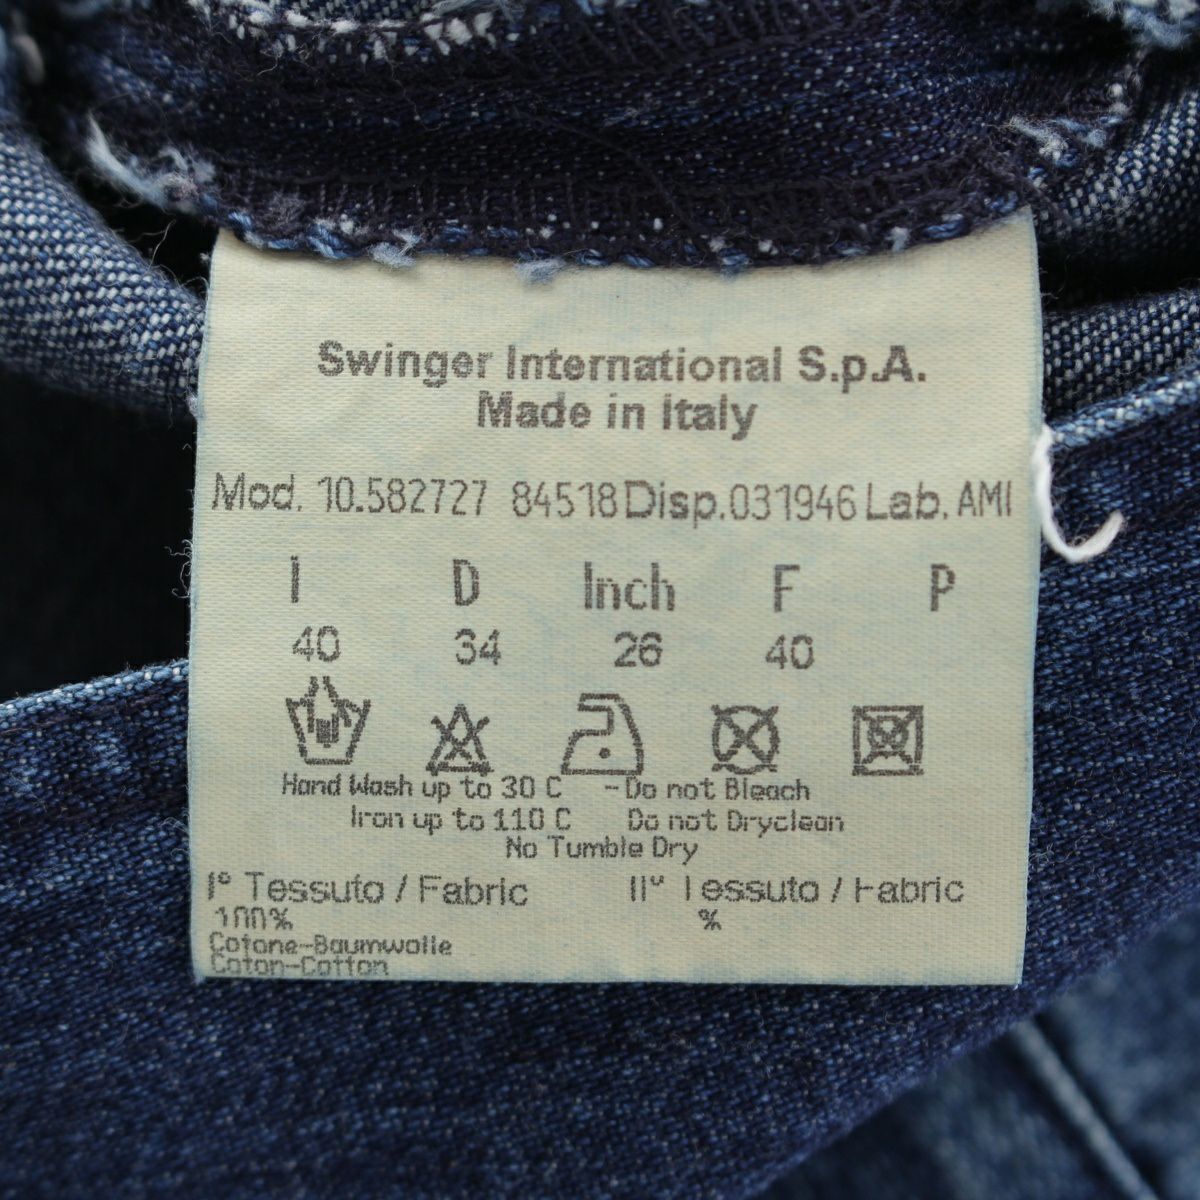 Swinger International S.p.A.
Made in Italy
Mod. 10.582727 84518 Disp.031946 Lab. AMI
I D Inch F P
40 34 26 40
Hand Wash up to 30 C - Do not Bleach
Iron up to 110 C Do not Dryclean
No Tumble Dry
I° Tessuto / Fabric II° Tessuto / Fabric
100% %
Cotone-Baumwolle
Coton-Cotton